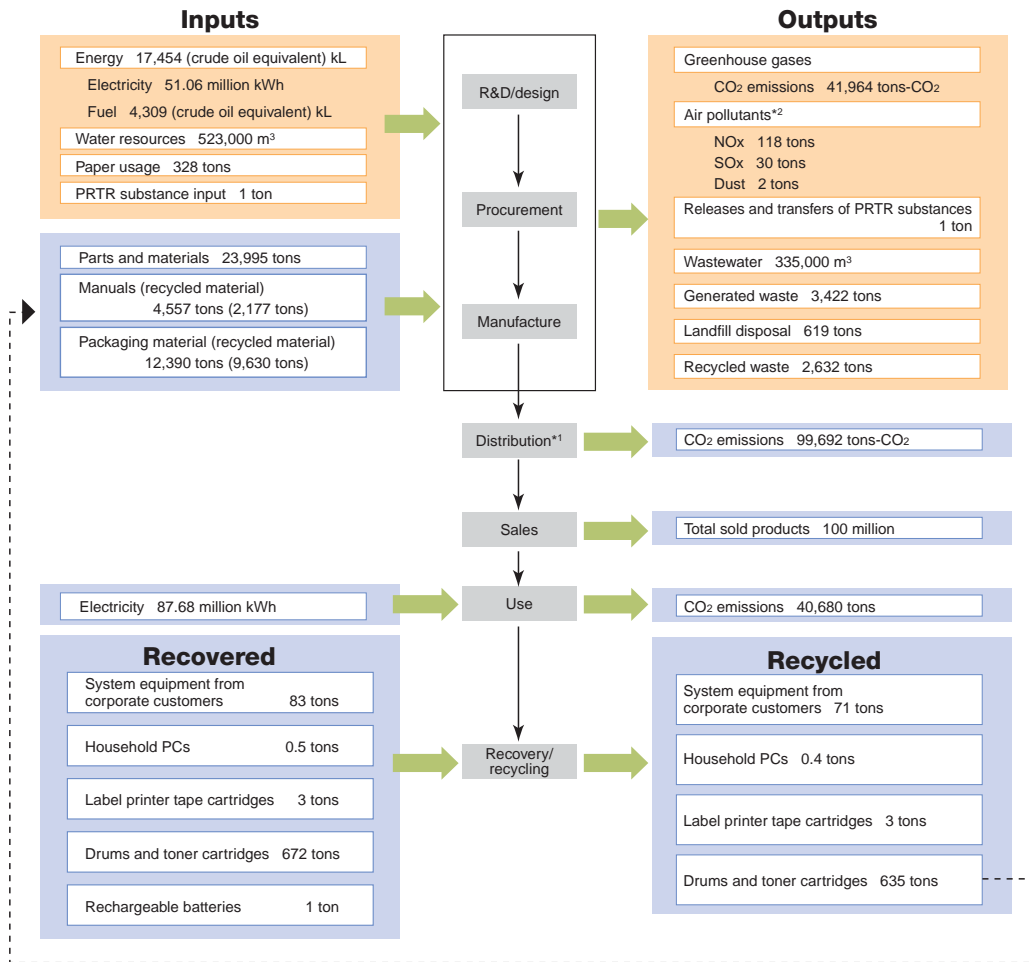 Inputs
Energy 17,454 (crude oil equivalent) kL
Electricity 51.06 million kWh
Fuel 4,309 (crude oil equivalent) kL
Water resources 523,000 m³
Paper usage 328 tons
PRTR substance input 1 ton
Parts and materials 23,995 tons
Manuals (recycled material)
4,557 tons (2,177 tons)
Packaging material (recycled material)
12,390 tons (9,630 tons)
R&D/design
Procurement
Manufacture
Distribution*1
Sales
Use
Recovery/
recycling
Outputs
Greenhouse gases
CO2 emissions 41,964 tons-CO2
Air pollutants*2
NOx 118 tons
SOx 30 tons
Dust 2 tons
Releases and transfers of PRTR substances
1 ton
Wastewater 335,000 m³
Generated waste 3,422 tons
Landfill disposal 619 tons
Recycled waste 2,632 tons
CO2 emissions 99,692 tons-CO2
Total sold products 100 million
Electricity 87.68 million kWh
CO2 emissions 40,680 tons
Recovered
System equipment from
corporate customers 83 tons
Household PCs 0.5 tons
Label printer tape cartridges 3 tons
Drums and toner cartridges 672 tons
Rechargeable batteries 1 ton
Recycled
System equipment from
corporate customers 71 tons
Household PCs 0.4 tons
Label printer tape cartridges 3 tons
Drums and toner cartridges 635 tons